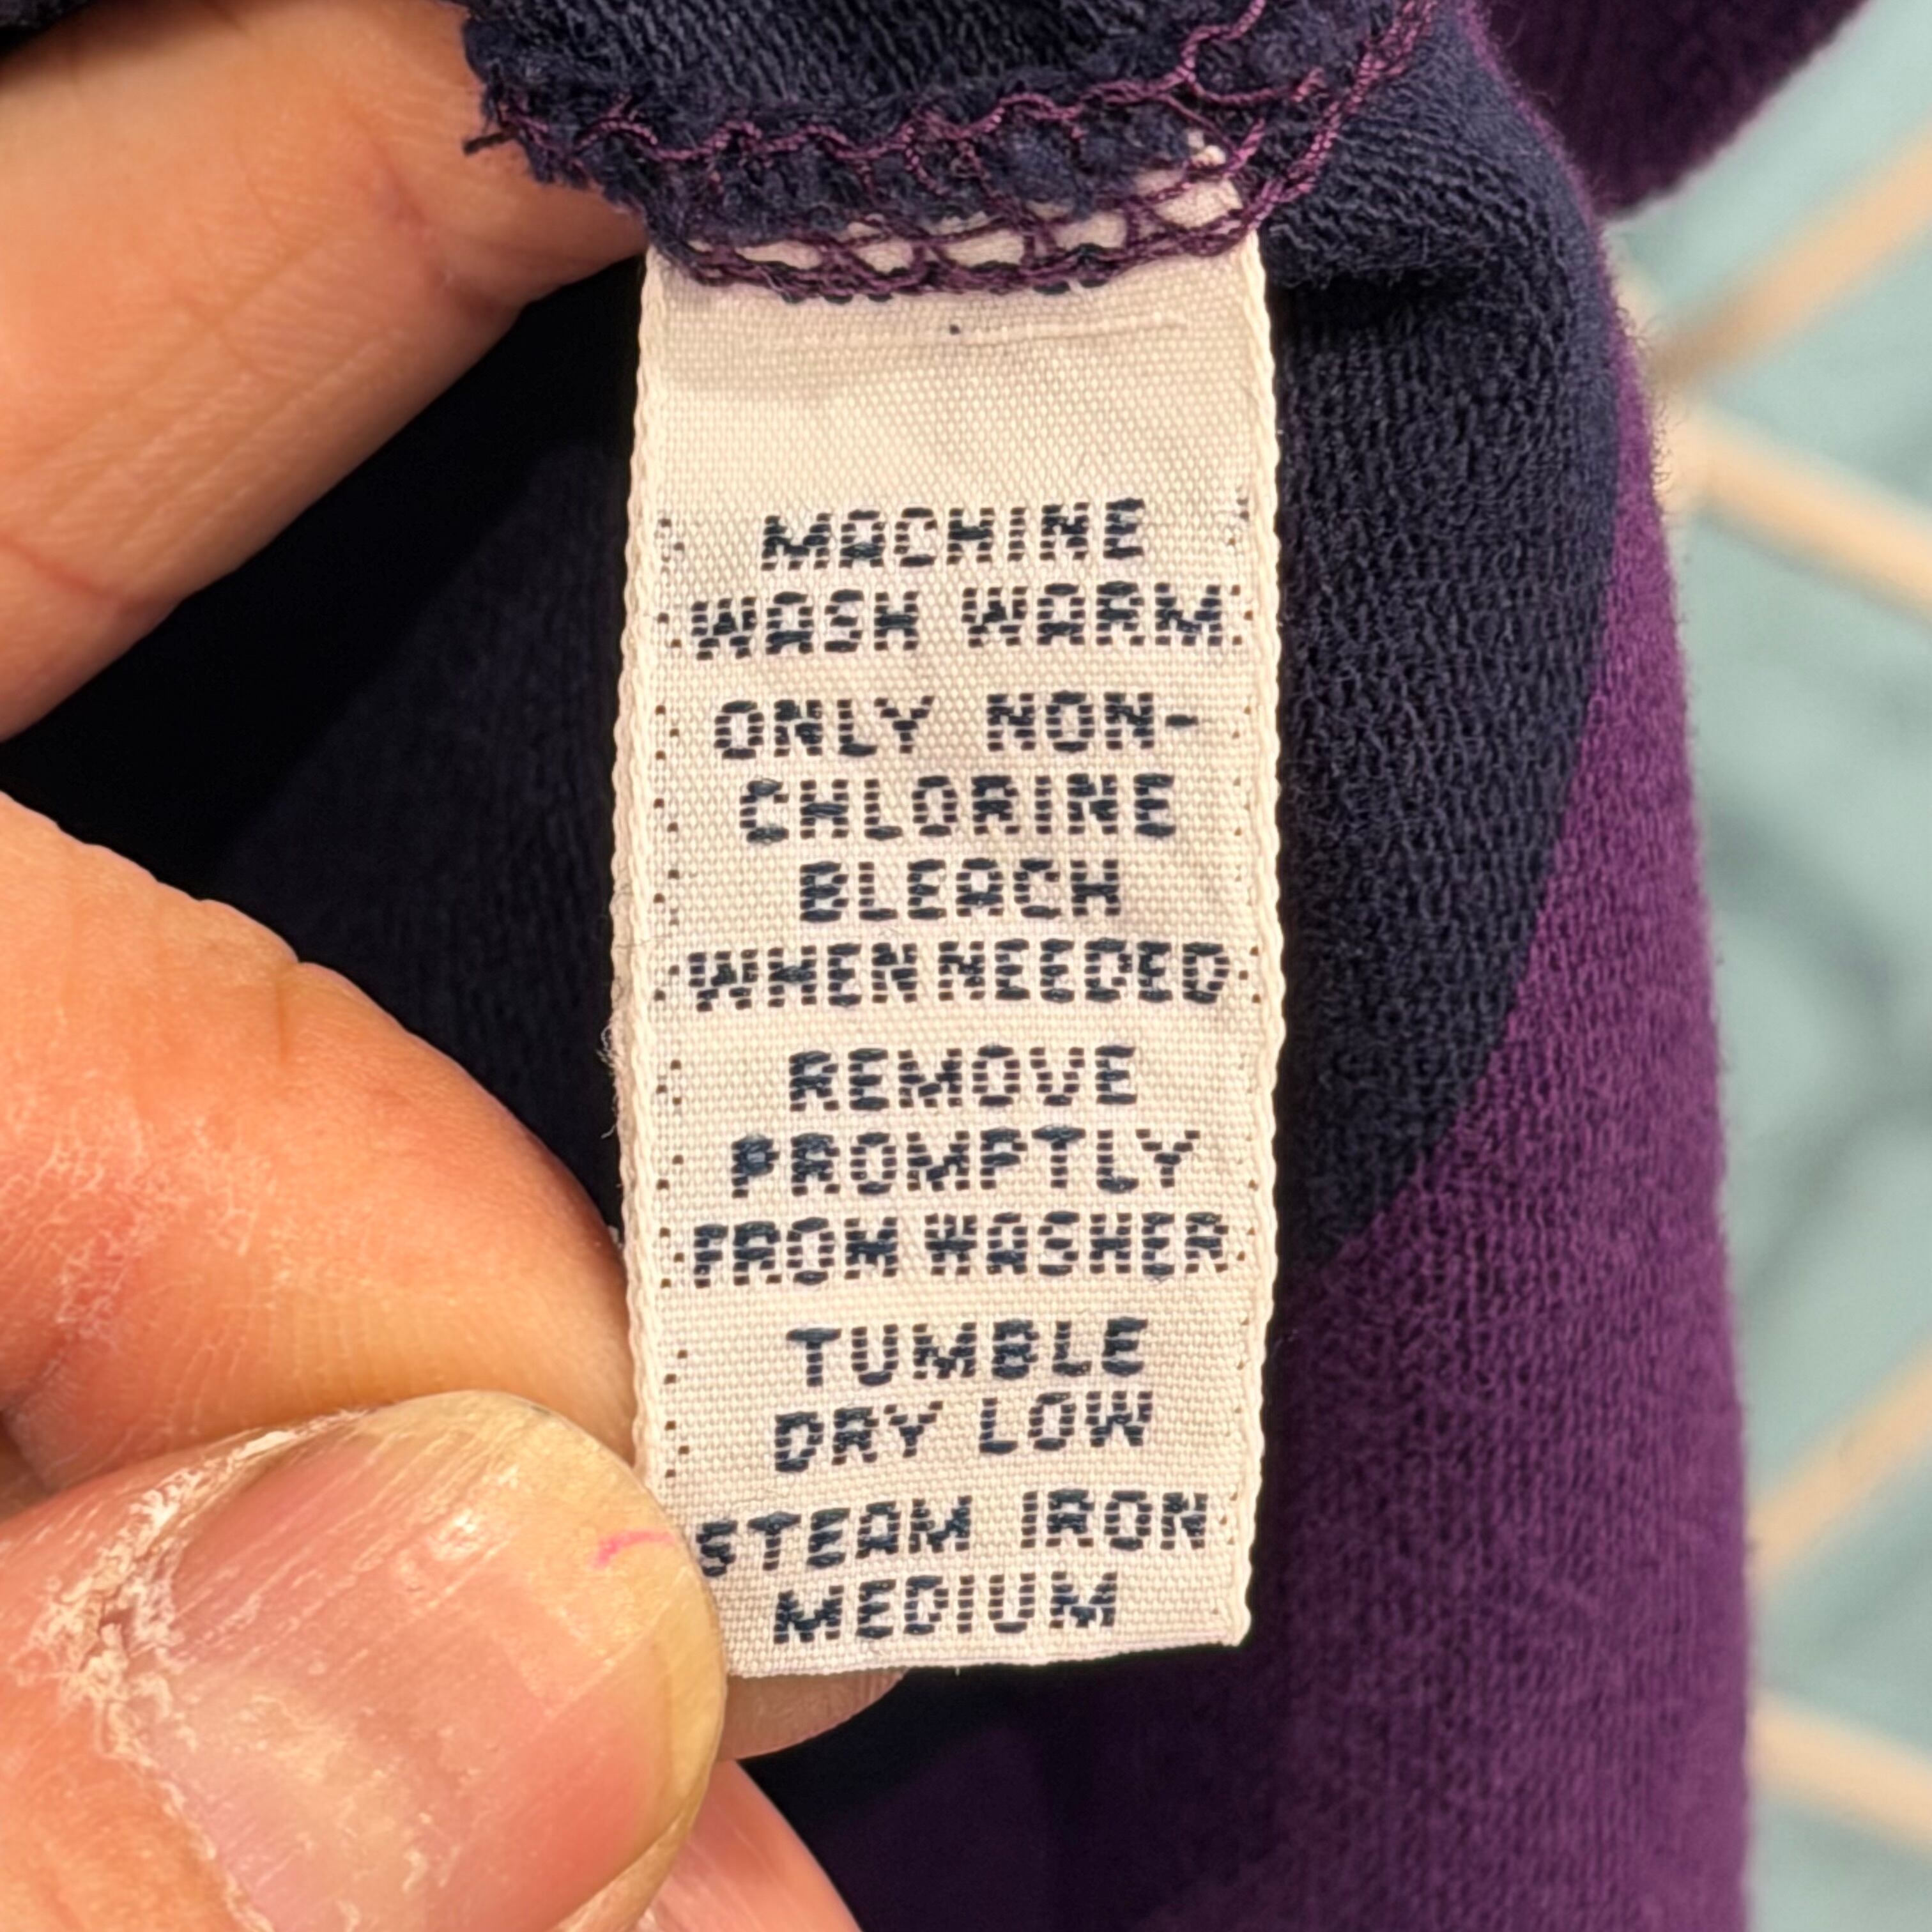 MACHINE
WASH WARM
ONLY NON-
CHLORINE
BLEACH
WHEN NEEDED
REMOVE
PROMPTLY
FROM WASHER
TUMBLE
DRY LOW
STEAM IRON
MEDIUM